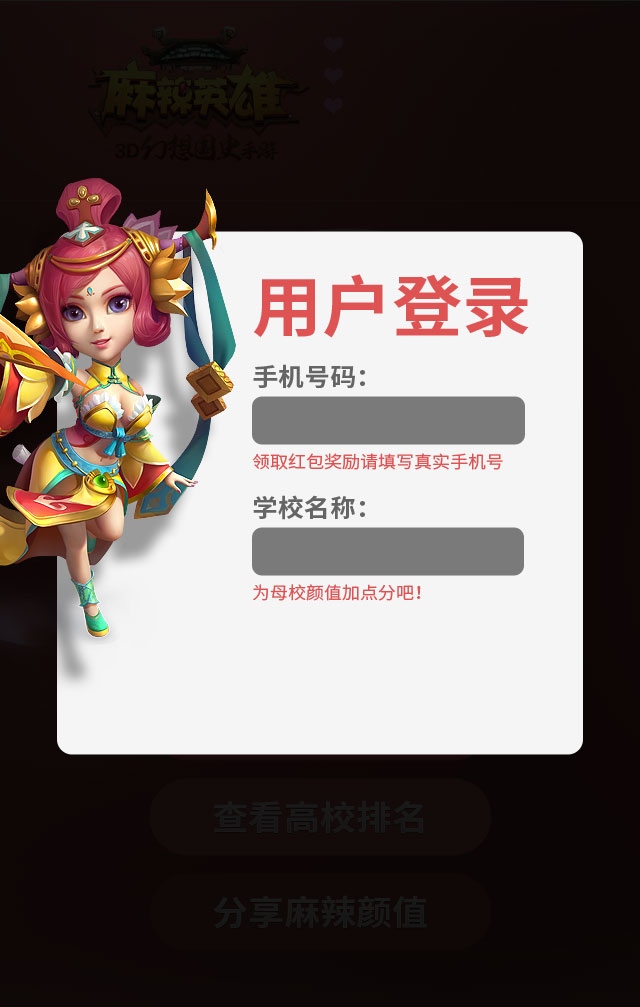 麻辣英雄
3D幻想国史手游
用户登录
手机号码：
领取红包奖励请填写真实手机号
学校名称：
为母校颜值加点分吧！
查看高校排名
分享麻辣颜值